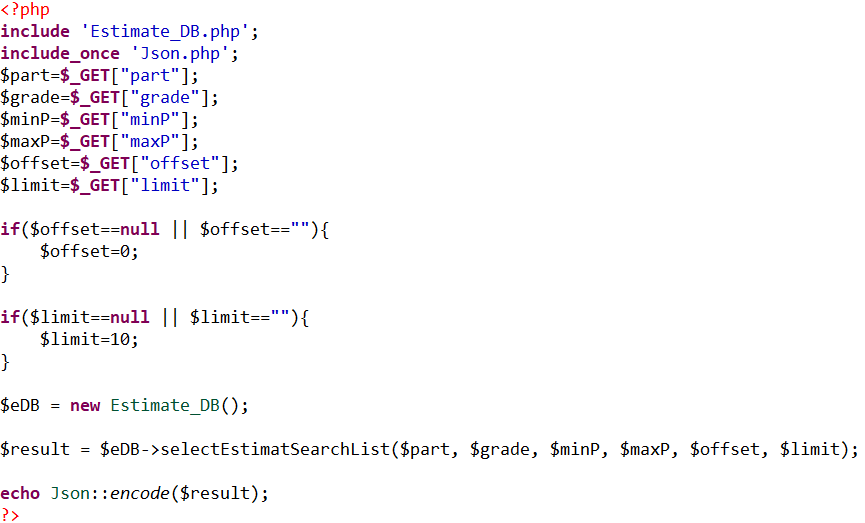 <?php
include 'Estimate_DB.php';
include_once 'Json.php';
$part=$_GET["part"];
$grade=$_GET["grade"];
$minP=$_GET["minP"];
$maxP=$_GET["maxP"];
$offset=$_GET["offset"];
$limit=$_GET["limit"];

if($offset==null || $offset==""){
    $offset=0;
}

if($limit==null || $limit==""){
    $limit=10;
}

$eDB = new Estimate_DB();

$result = $eDB->selectEstimatSearchList($part, $grade, $minP, $maxP, $offset, $limit);

echo Json::encode($result);
?>